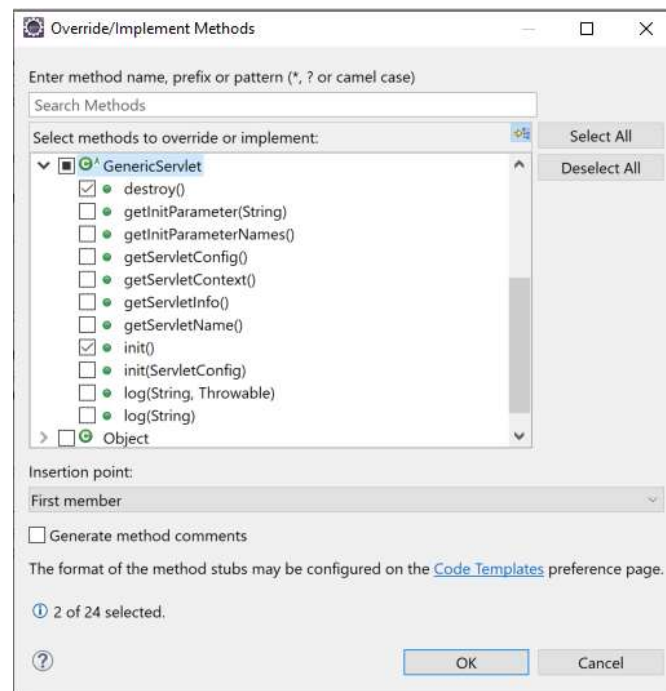 Override/Implement Methods
Enter method name, prefix or pattern (*, ? or camel case)
Search Methods
Select methods to override or implement:
Select All
Deselect All
GenericServlet
destroy()
getInitParameter(String)
getInitParameterNames()
getServletConfig()
getServletContext()
getServletInfo()
getServletName()
init()
init(ServletConfig)
log(String, Throwable)
log(String)
Object
Insertion point:
First member
Generate method comments
The format of the method stubs may be configured on the Code Templates preference page.
2 of 24 selected.
OK
Cancel